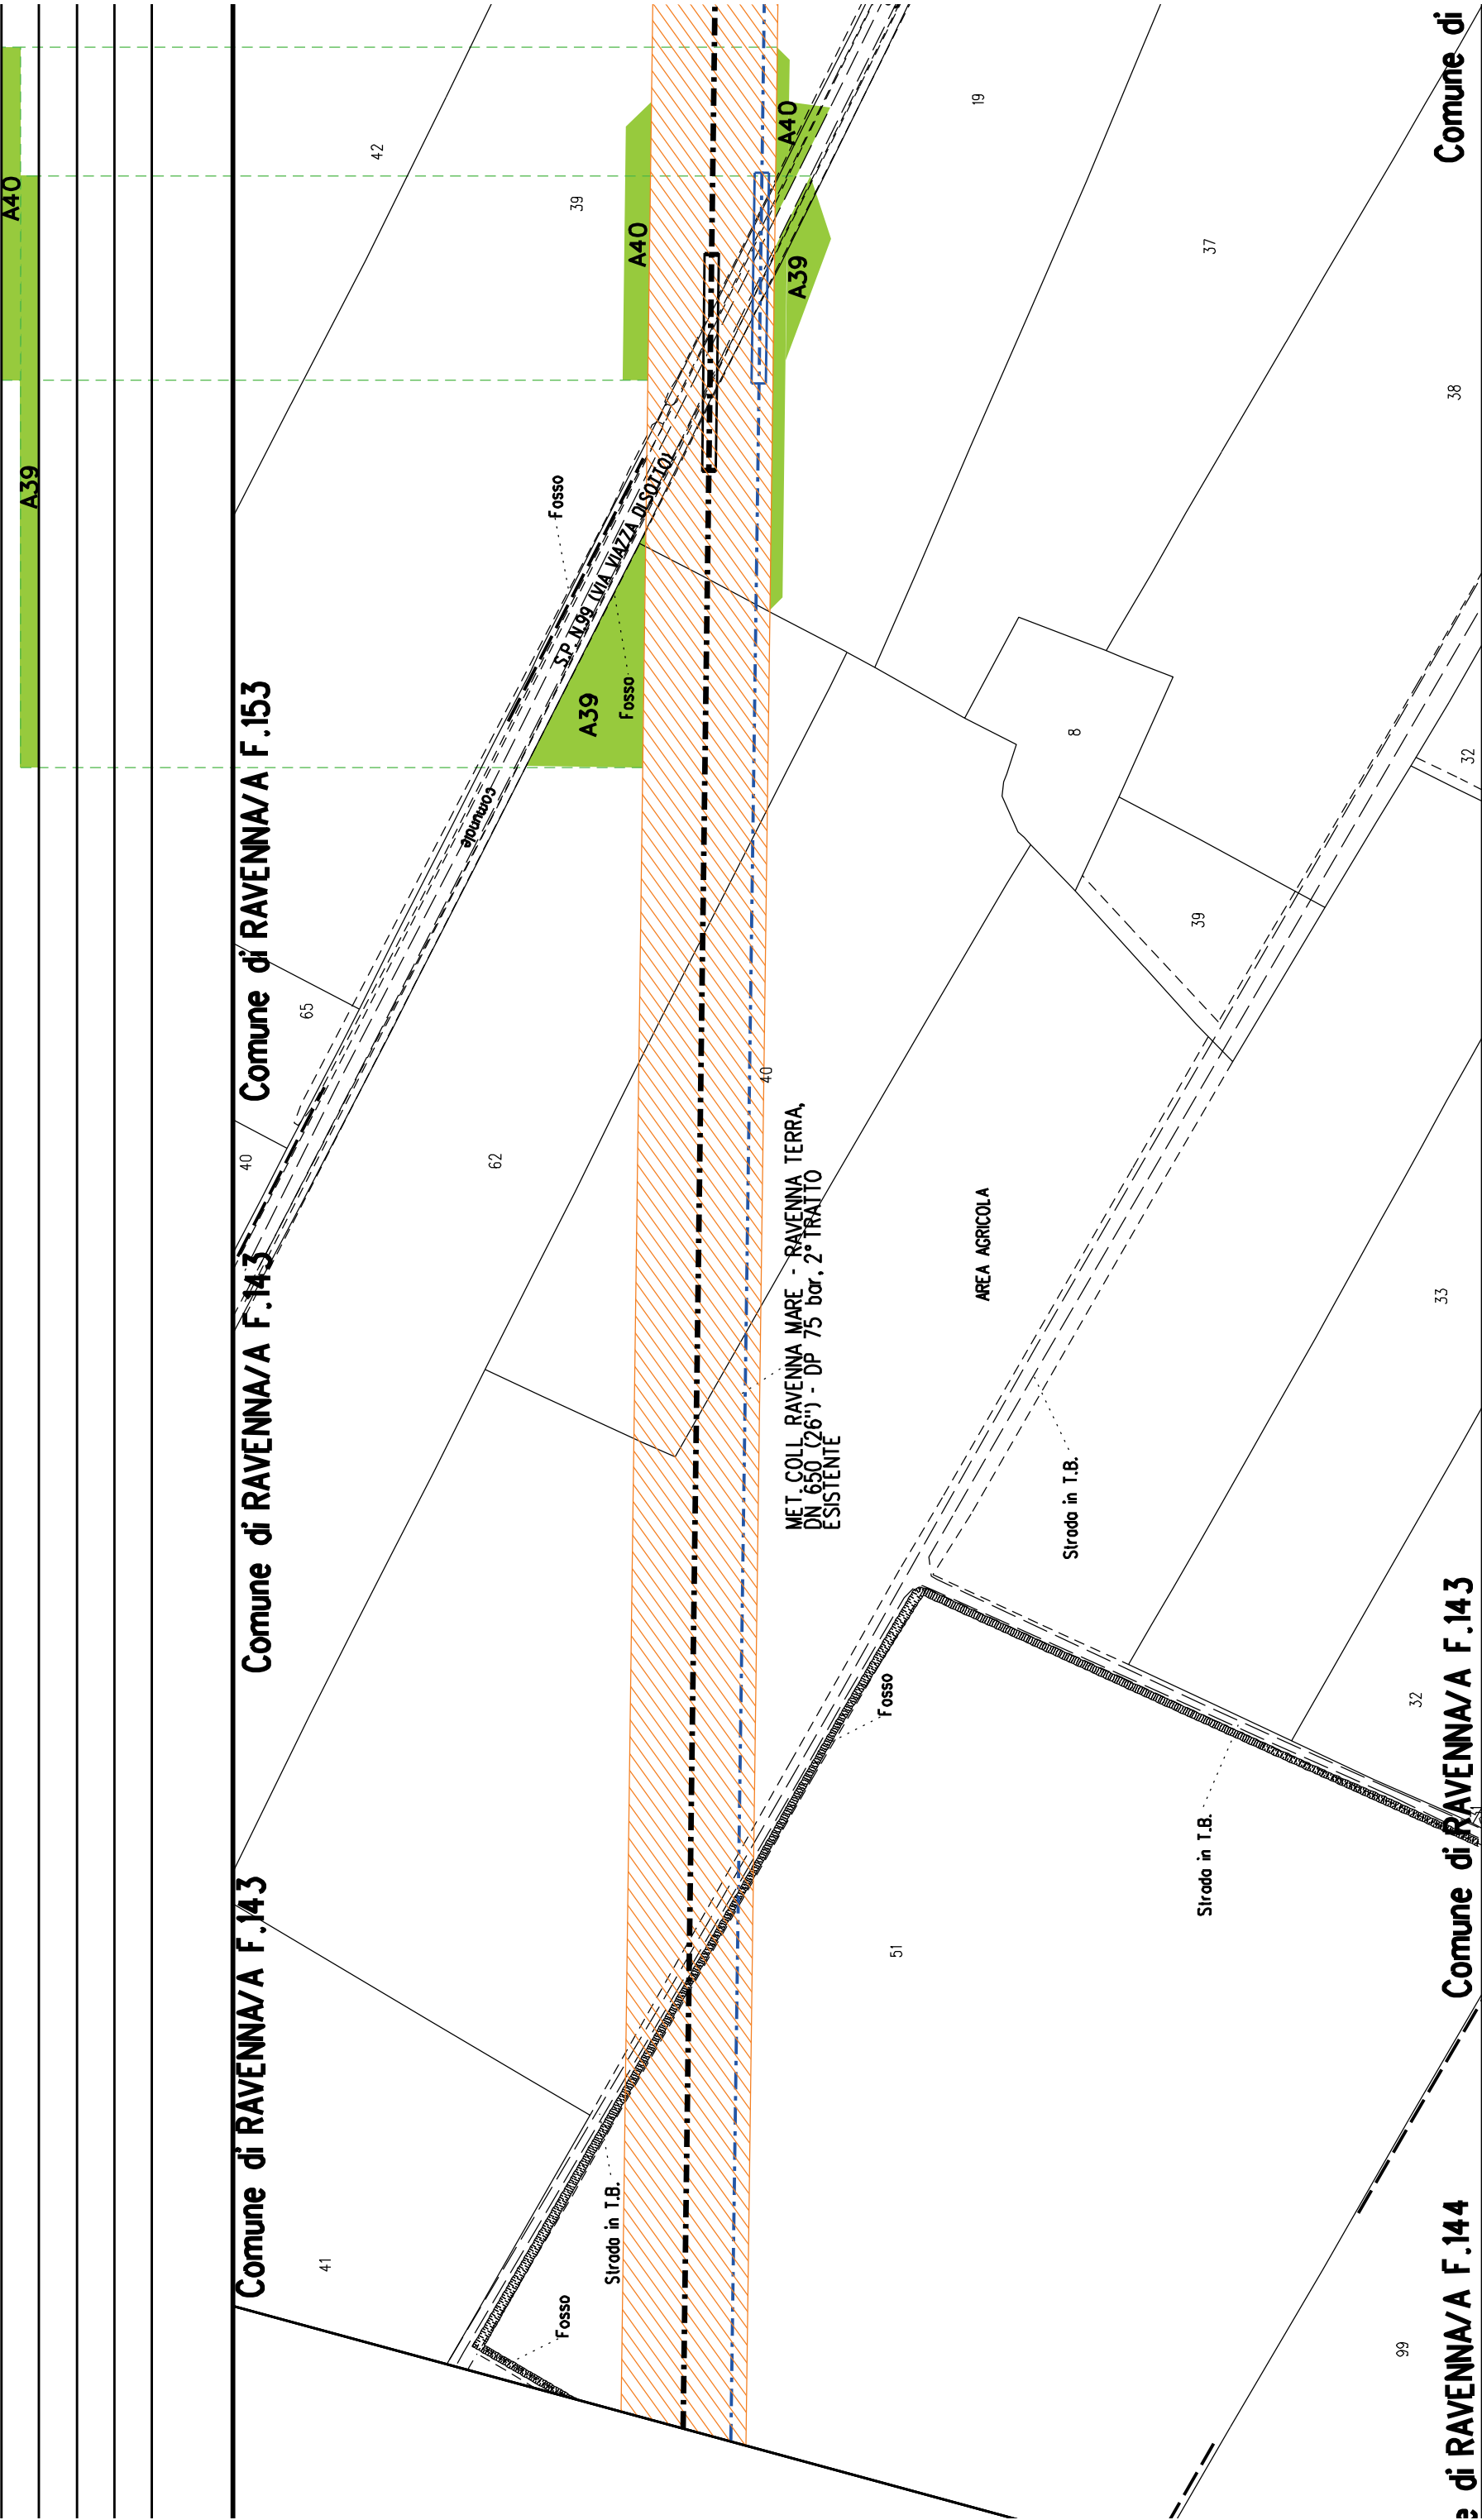 A40
A39
Comune di RAVENNA/A F.143
Comune di RAVENNA/A F.143
Comune di RAVENNA/A F.153
41
40
65
42
62
39
comunale
S.P. N.99 (VIA VIAZZA DI SOTTO)
Fosso
Fosso
A39
A40
Fosso
Strada in T.B.
40
A40
A39
MET. COLL. RAVENNA MARE - RAVENNA TERRA,
DN 650 (26") - DP 75 bar, 2° TRATTO
ESISTENTE
Fosso
51
AREA AGRICOLA
19
Strada in T.B.
8
Strada in T.B.
39
37
99
32
33
38
32
Comune di
Comune di RAVENNA/A F.143
e di RAVENNA/A F.144